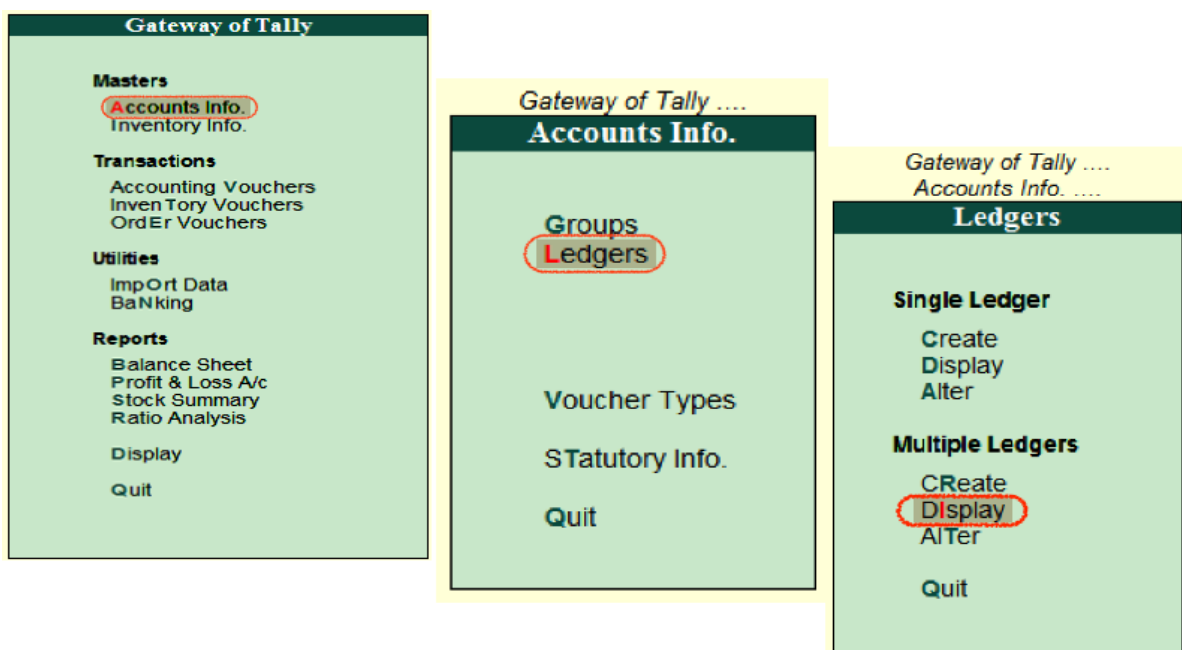 Gateway of Tally
Masters
Accounts Info.
Inventory Info.
Transactions
Accounting Vouchers
InvenTory Vouchers
OrdEr Vouchers
Utilities
ImpOrt Data
BaNking
Reports
Balance Sheet
Profit & Loss A/c
Stock Summary
Ratio Analysis
Display
Quit
Gateway of Tally ....
Accounts Info.
Groups
Ledgers
Voucher Types
STatutory Info.
Quit
Gateway of Tally ....
Accounts Info. ....
Ledgers
Single Ledger
Create
Display
Alter
Multiple Ledgers
CReate
DIsplay
AlTer
Quit